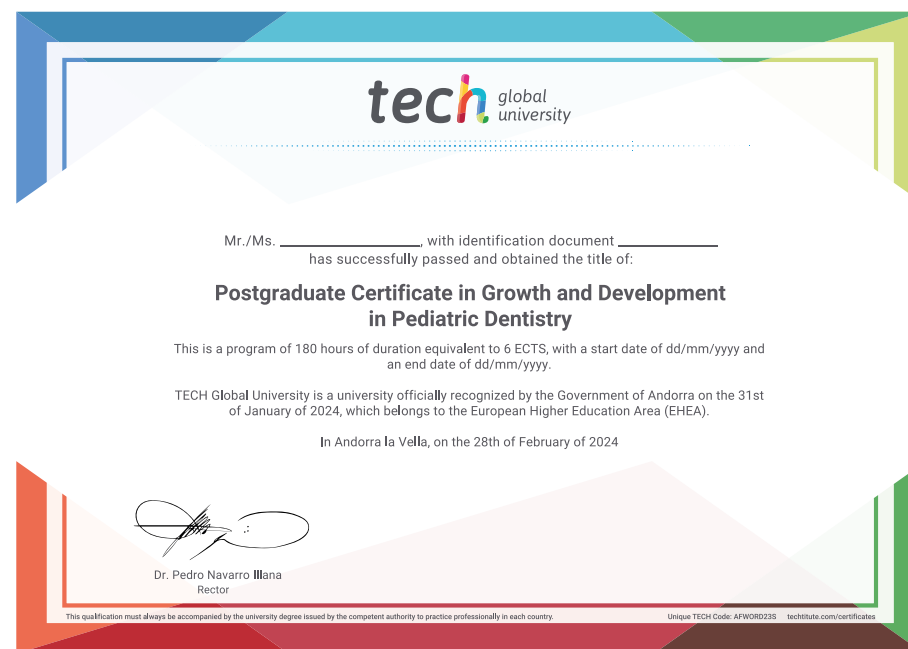 tech global university
Mr./Ms. ____________, with identification document ____________
has successfully passed and obtained the title of:
Postgraduate Certificate in Growth and Development
in Pediatric Dentistry
This is a program of 180 hours of duration equivalent to 6 ECTS, with a start date of dd/mm/yyyy and
an end date of dd/mm/yyyy.
TECH Global University is a university officially recognized by the Government of Andorra on the 31st
of January of 2024, which belongs to the European Higher Education Area (EHEA).
In Andorra la Vella, on the 28th of February of 2024
Dr. Pedro Navarro Illana
Rector
This qualification must always be accompanied by the university degree issued by the competent authority to practice professionally in each country.
Unique TECH Code: AFWORD23S techtitute.com/certificates